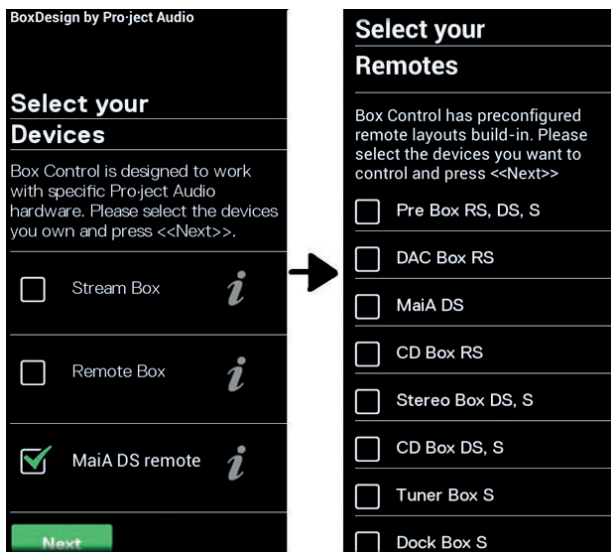 BoxDesign by Pro·ject Audio
Select your
Devices
Box Control is designed to work
with specific Pro·ject Audio
hardware. Please select the devices
you own and press <<Next>>.
Stream Box
Remote Box
MaiA DS remote
Next
Select your
Remotes
Box Control has preconfigured
remote layouts build-in. Please
select the devices you want to
control and press <<Next>>
Pre Box RS, DS, S
DAC Box RS
MaiA DS
CD Box RS
Stereo Box DS, S
CD Box DS, S
Tuner Box S
Dock Box S